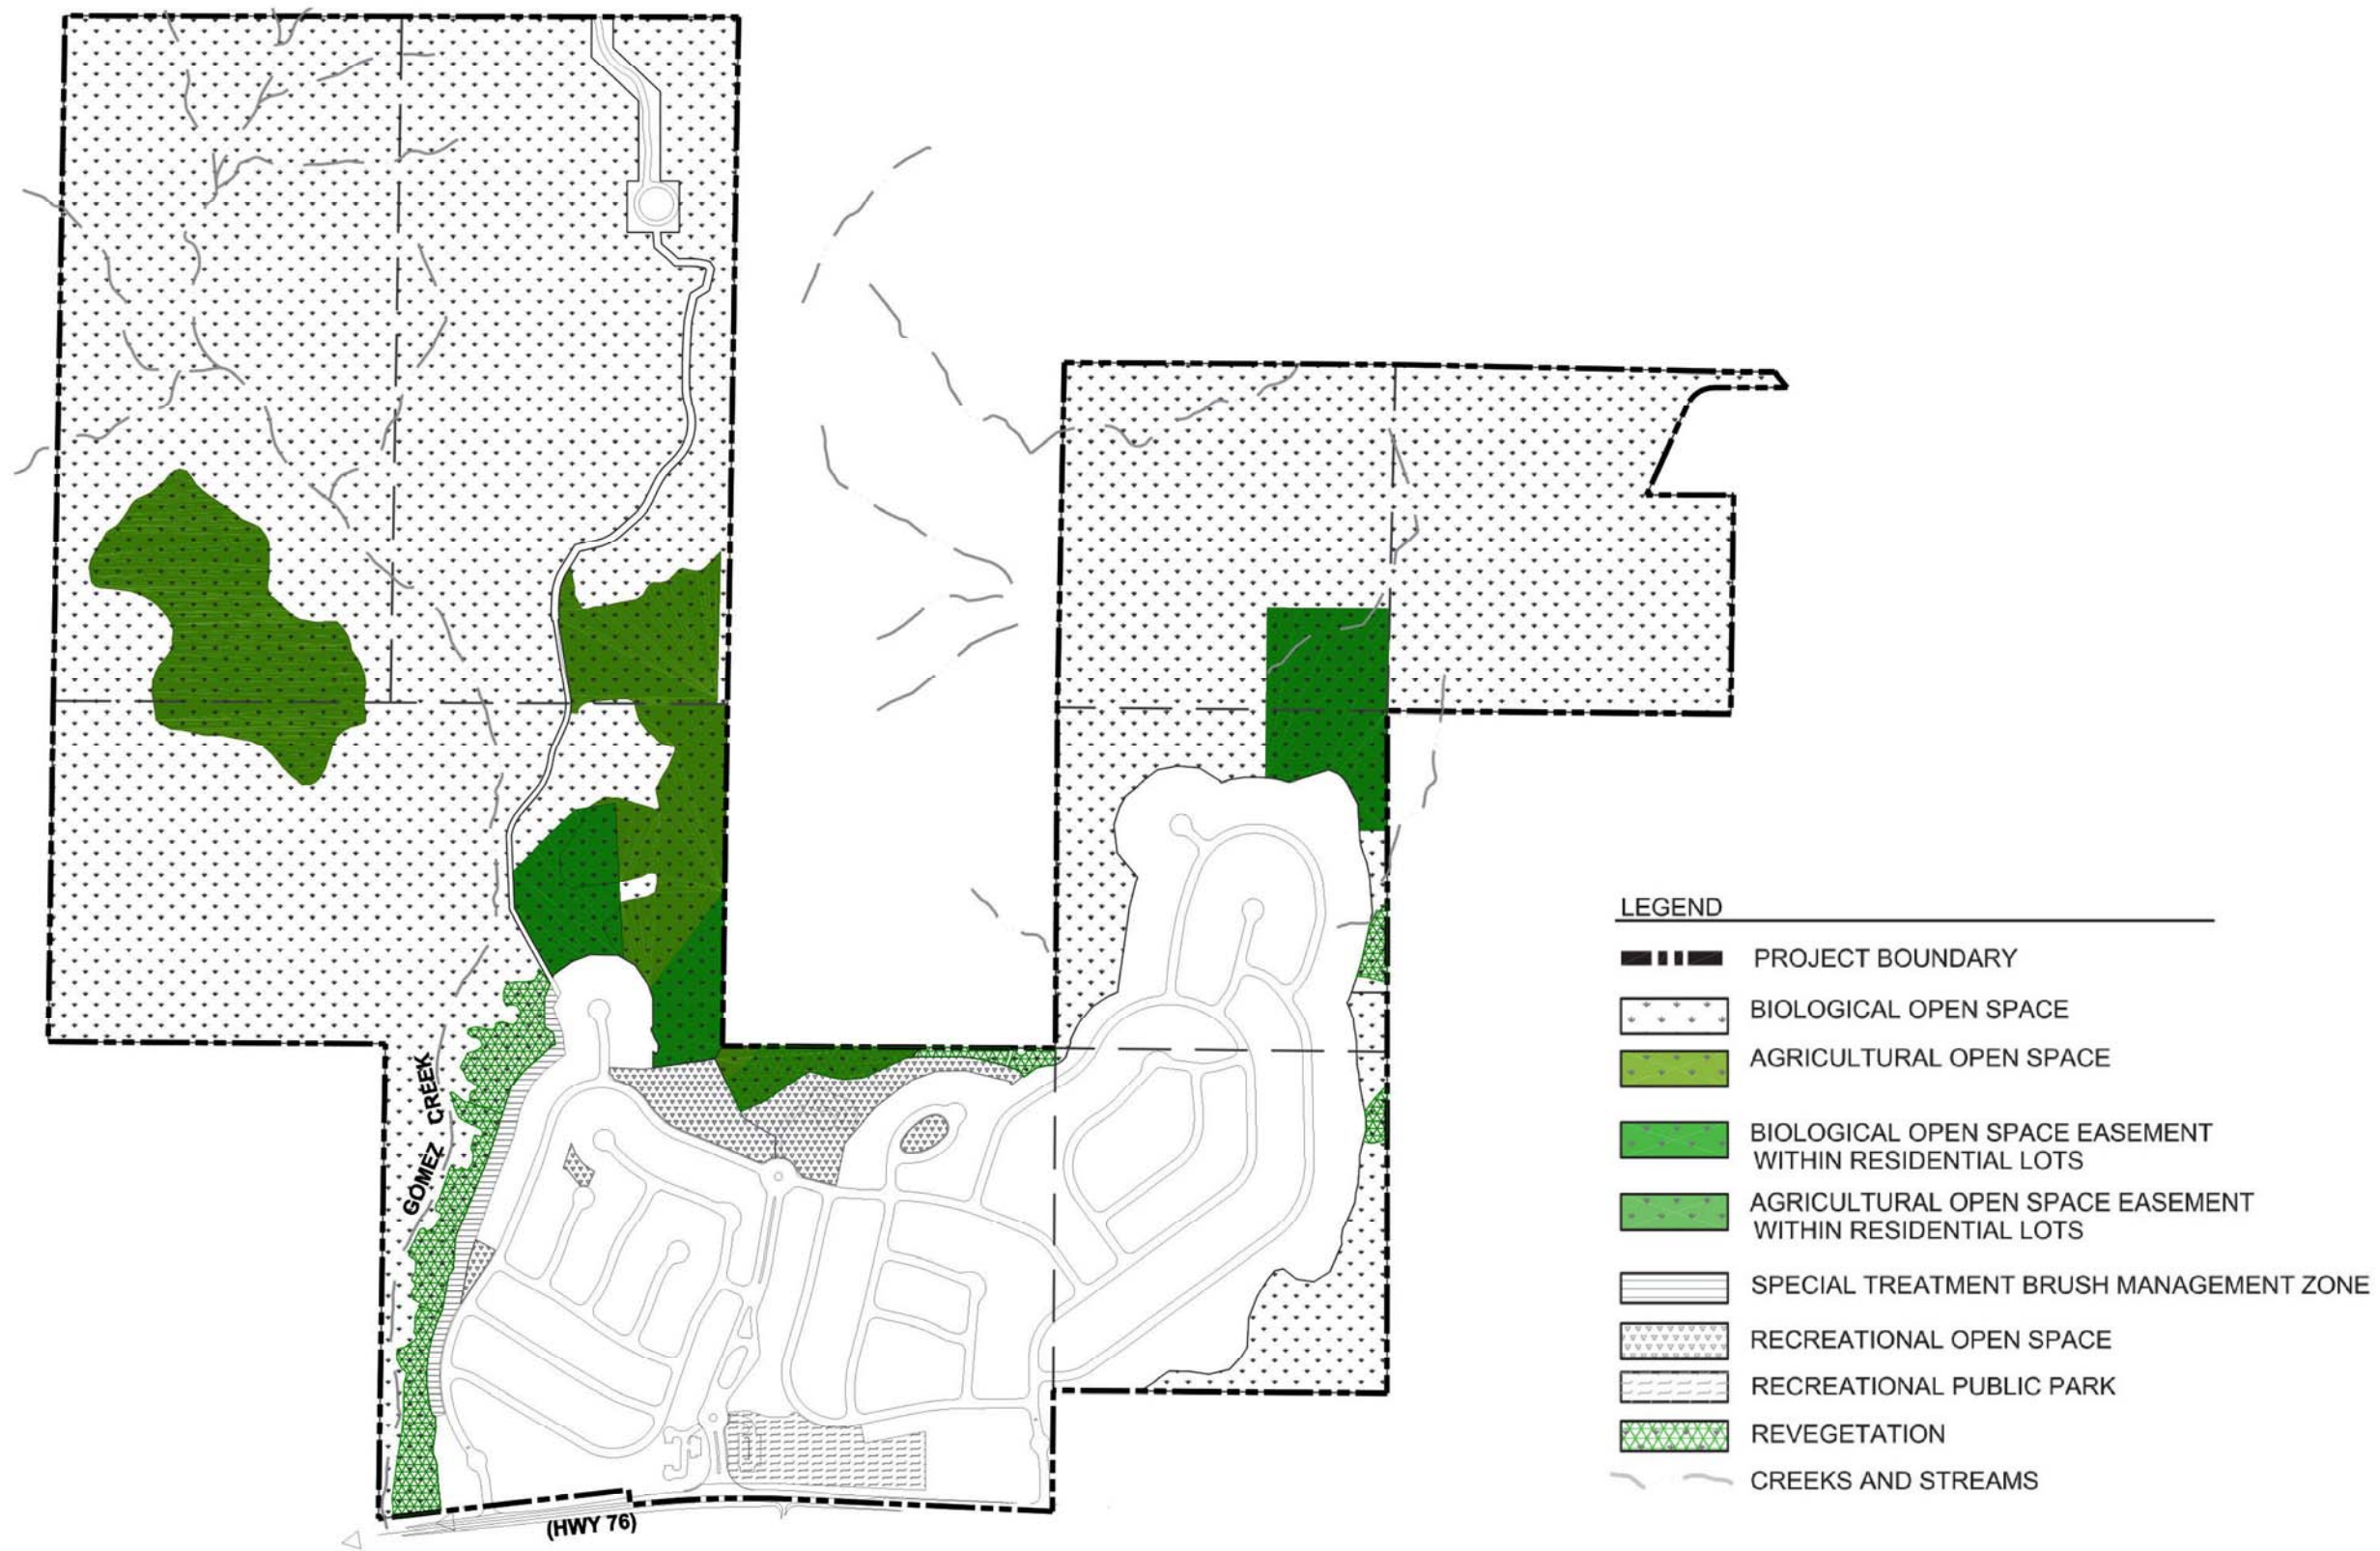 LEGEND
PROJECT BOUNDARY
BIOLOGICAL OPEN SPACE
AGRICULTURAL OPEN SPACE
BIOLOGICAL OPEN SPACE EASEMENT
WITHIN RESIDENTIAL LOTS
AGRICULTURAL OPEN SPACE EASEMENT
WITHIN RESIDENTIAL LOTS
SPECIAL TREATMENT BRUSH MANAGEMENT ZONE
RECREATIONAL OPEN SPACE
RECREATIONAL PUBLIC PARK
REVEGETATION
CREEKS AND STREAMS
GOMEZ CREEK
(HWY 76)